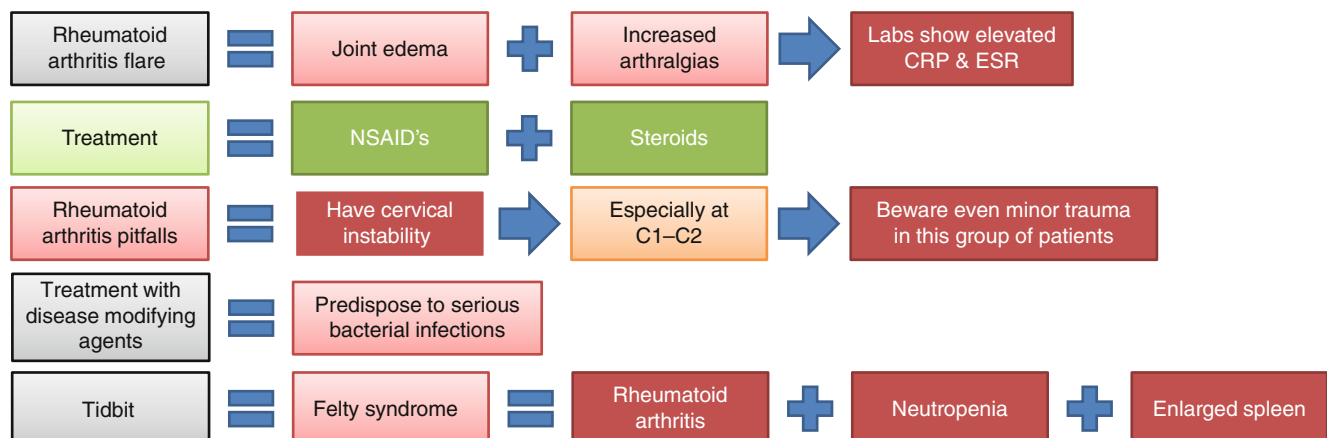 Rheumatoid
arthritis flare
Joint edema
Increased
arthralgias
Labs show elevated
CRP & ESR
Treatment
NSAID's
Steroids
Rheumatoid
arthritis pitfalls
Have cervical
instability
Especially at
C1–C2
Beware even minor trauma
in this group of patients
Treatment with
disease modifying
agents
Predispose to serious
bacterial infections
Tidbit
Felty syndrome
Rheumatoid
arthritis
Neutropenia
Enlarged spleen